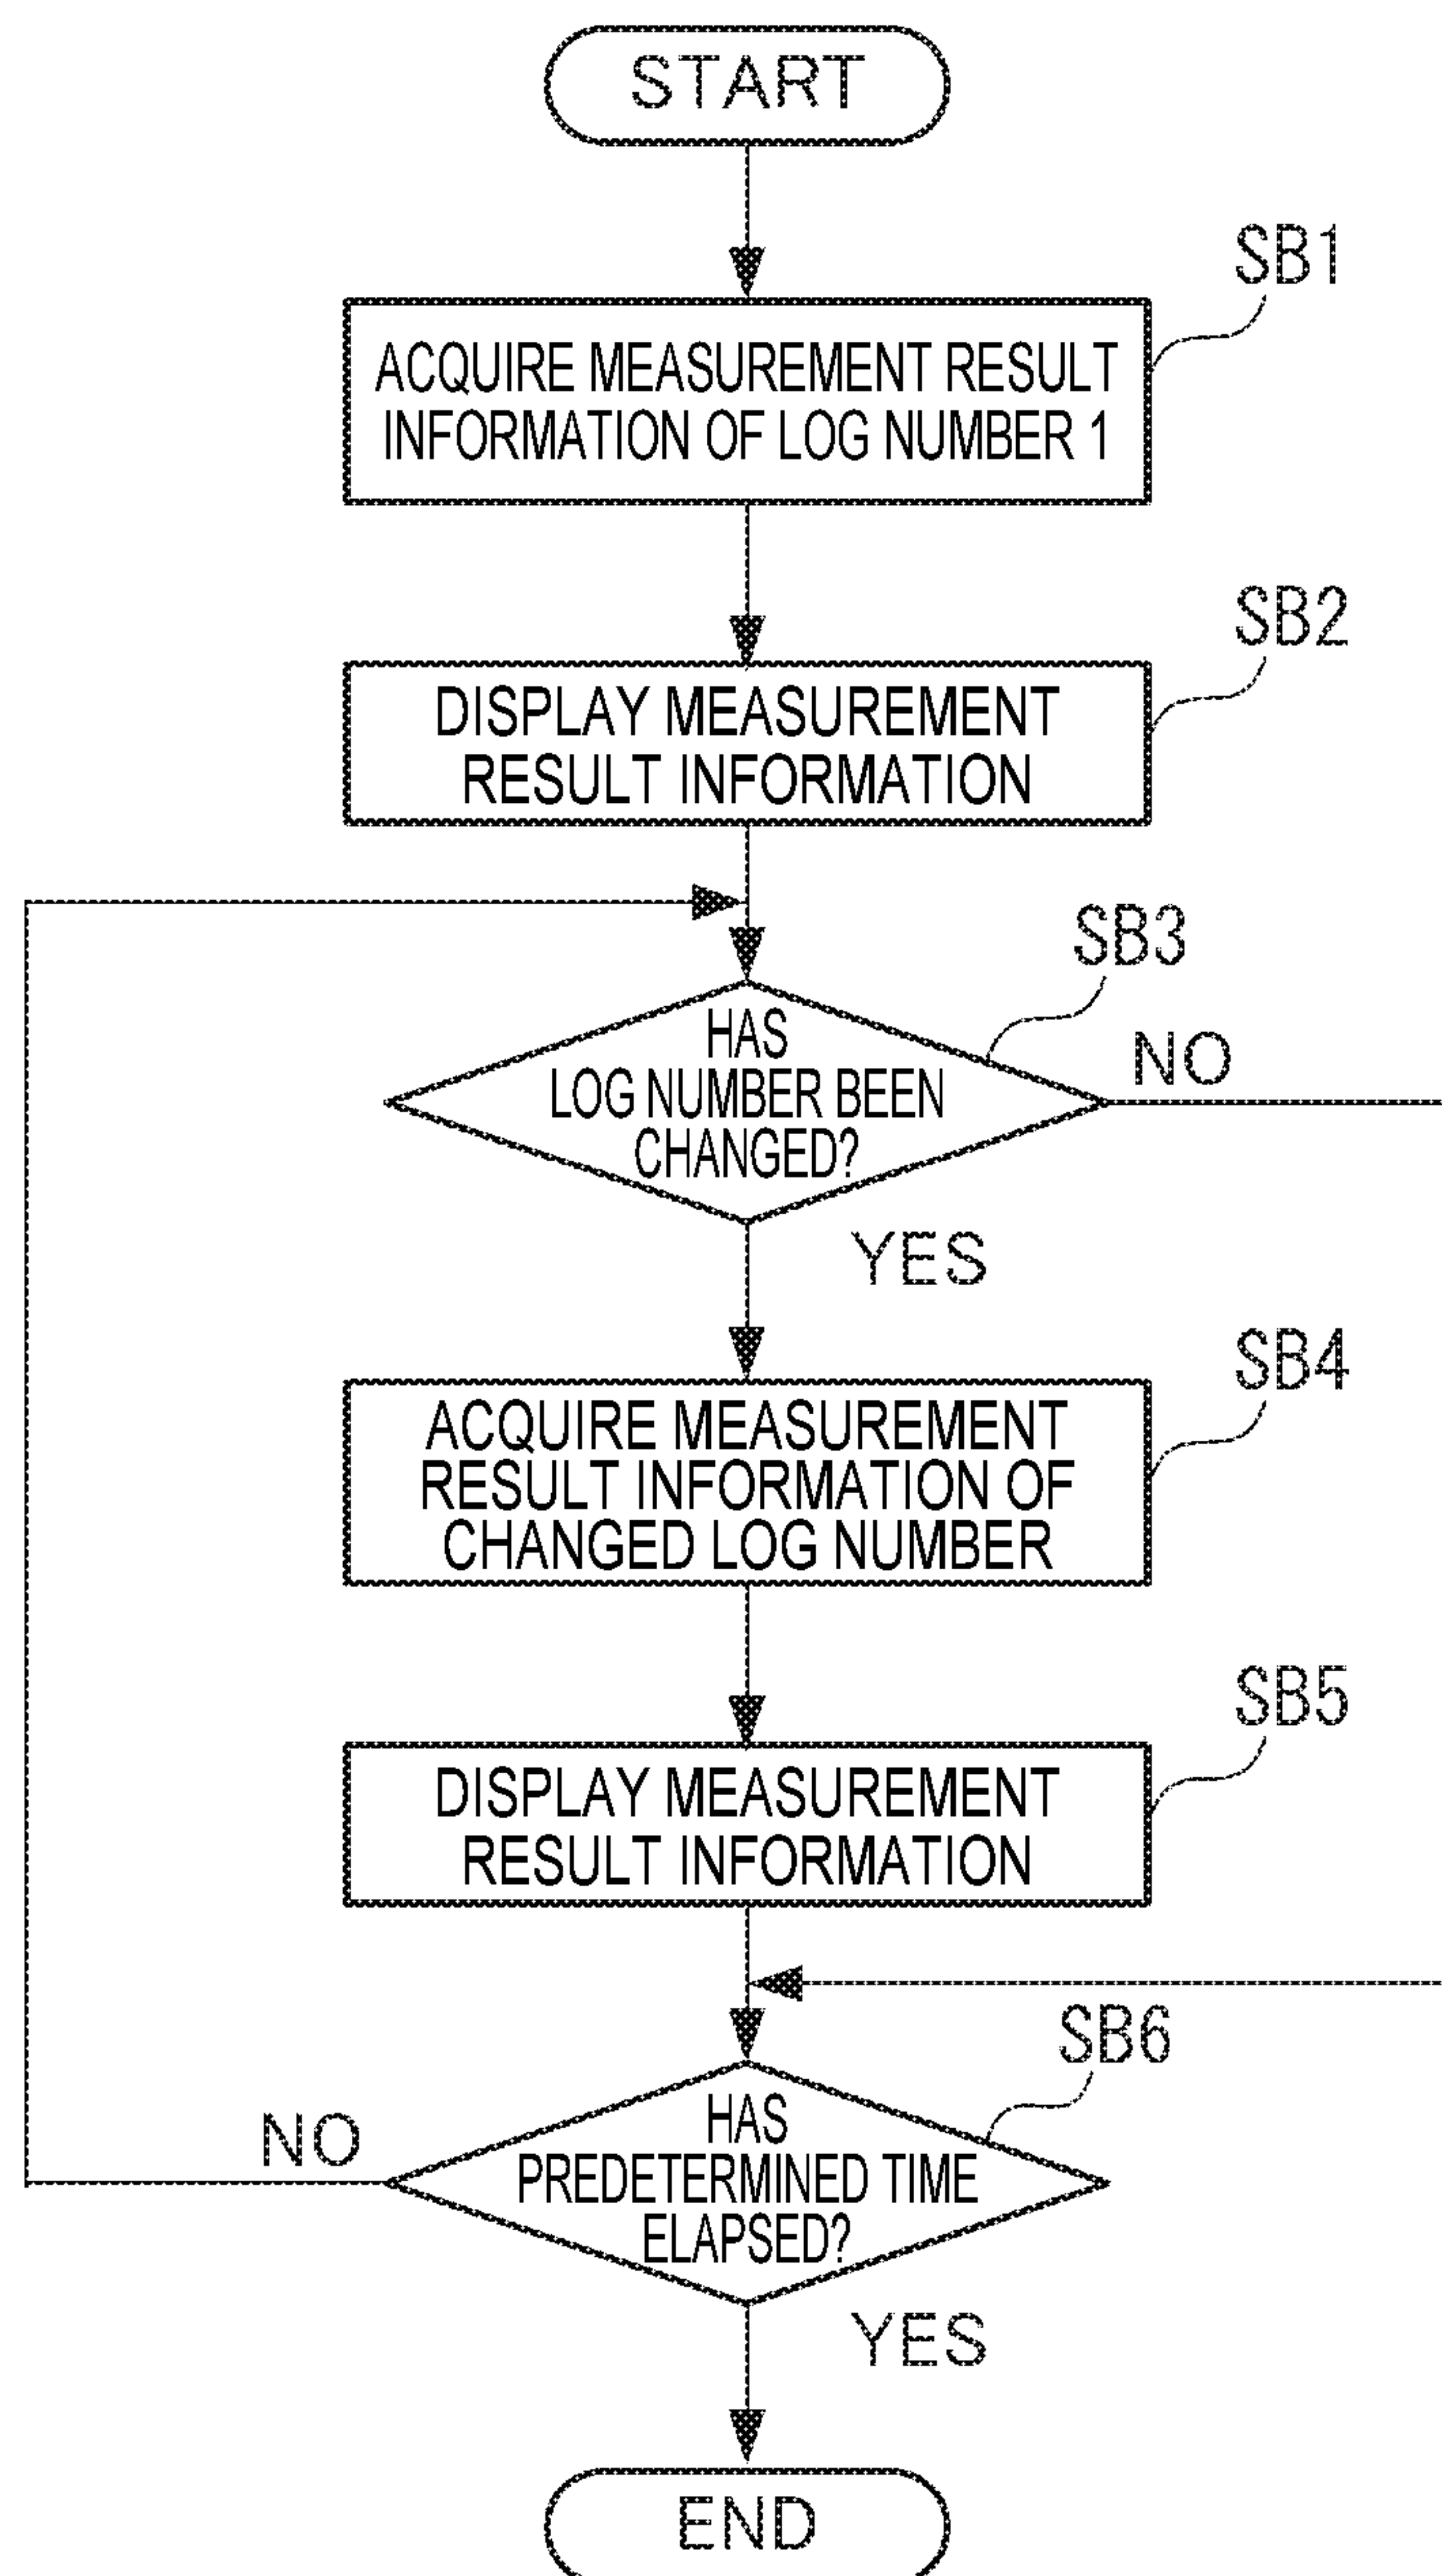 START
SB1
ACQUIRE MEASUREMENT RESULT
INFORMATION OF LOG NUMBER 1
SB2
DISPLAY MEASUREMENT
RESULT INFORMATION
SB3
HAS
LOG NUMBER BEEN
CHANGED?
NO
YES
SB4
ACQUIRE MEASUREMENT
RESULT INFORMATION OF
CHANGED LOG NUMBER
SB5
DISPLAY MEASUREMENT
RESULT INFORMATION
SB6
HAS
PREDETERMINED TIME
ELAPSED?
NO
YES
END